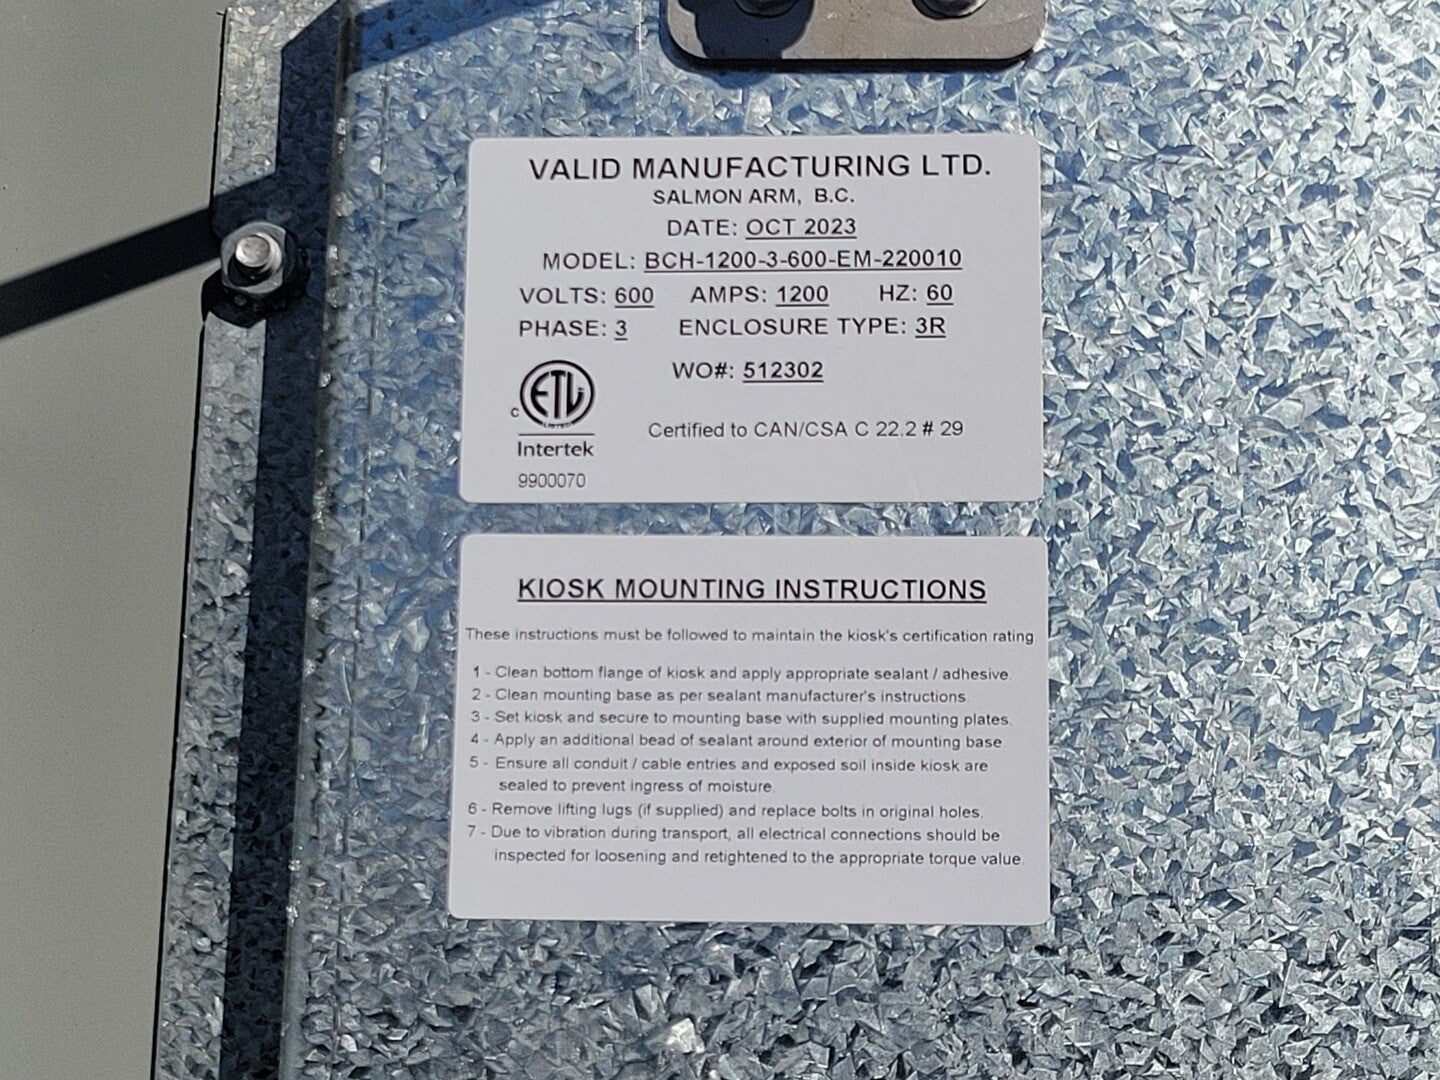 VALID MANUFACTURING LTD.
SALMON ARM, B.C.
DATE: OCT 2023
MODEL: BCH-1200-3-600-EM-220010
VOLTS: 600 AMPS: 1200 HZ: 60
PHASE: 3 ENCLOSURE TYPE: 3R
WO#: 512302
c ETL
Intertek
9900070
Certified to CAN/CSA C 22.2 # 29
KIOSK MOUNTING INSTRUCTIONS
These instructions must be followed to maintain the kiosk's certification rating
1 - Clean bottom flange of kiosk and apply appropriate sealant / adhesive.
2 - Clean mounting base as per sealant manufacturer's instructions.
3 - Set kiosk and secure to mounting base with supplied mounting plates.
4 - Apply an additional bead of sealant around exterior of mounting base
5 - Ensure all conduit / cable entries and exposed soil inside kiosk are
sealed to prevent ingress of moisture.
6 - Remove lifting lugs (if supplied) and replace bolts in original holes.
7 - Due to vibration during transport, all electrical connections should be
inspected for loosening and retightened to the appropriate torque value.